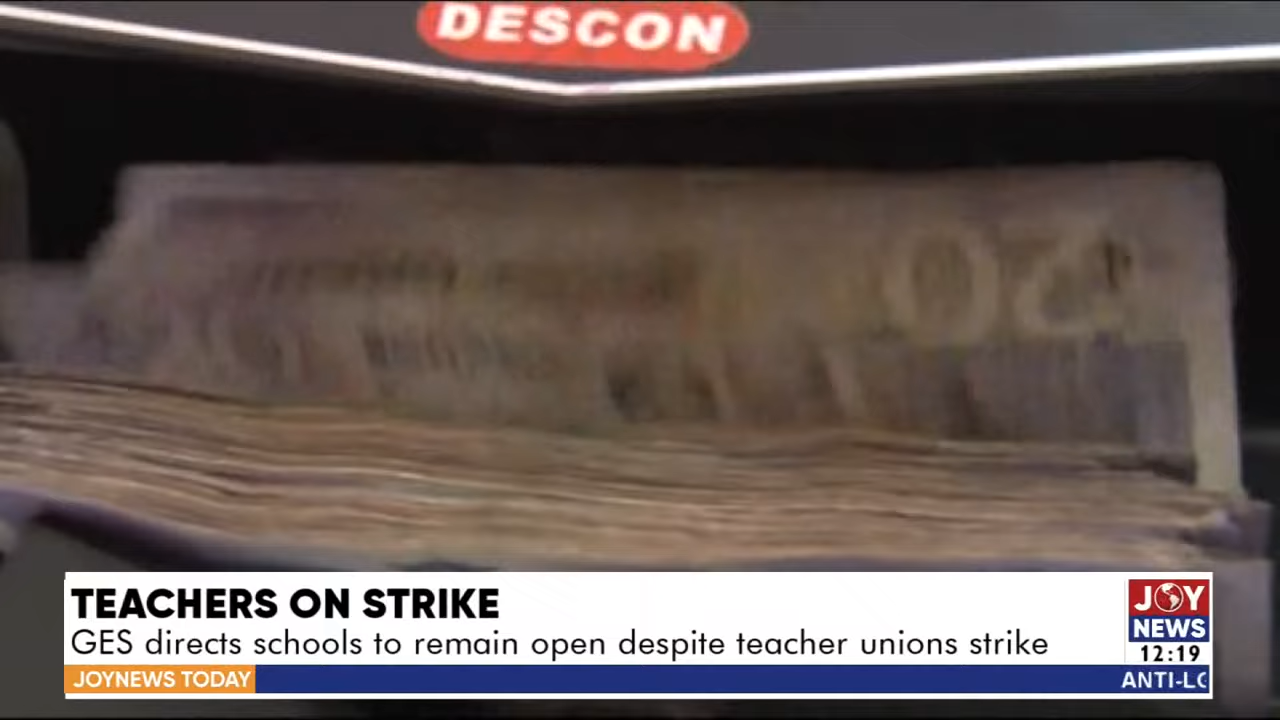 DESCON
20
TEACHERS ON STRIKE
GES directs schools to remain open despite teacher unions strike
JOY
NEWS
12:19
JOYNEWS TODAY
ANTI-LC